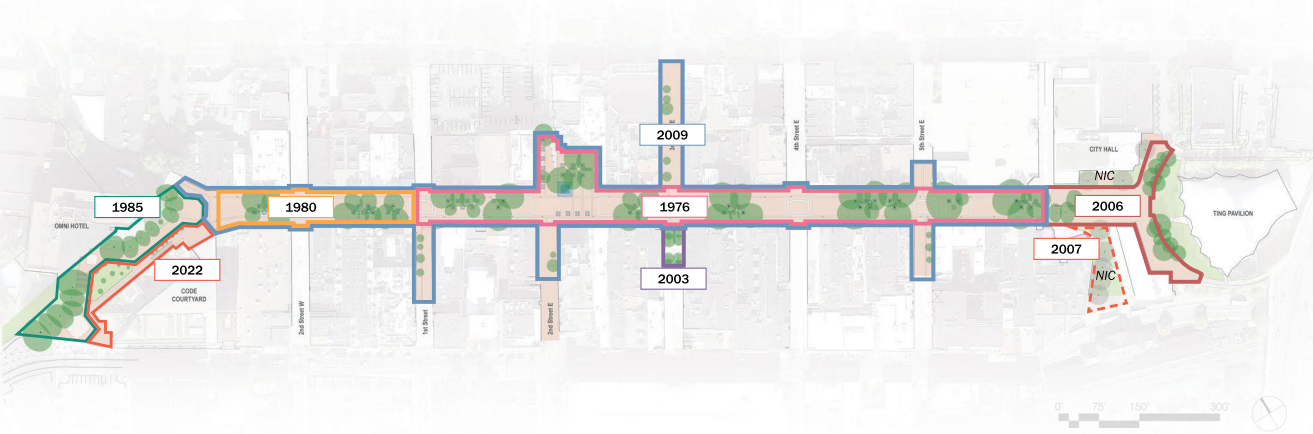 2009
4th Street E
5th Street E
CITY HALL
NIC
1985
1980
1976
2006
OMNI HOTEL
TING PAVILION
2007
2022
2003
NIC
CODE
COURTYARD
2nd Street W
1st Street
2nd Street E
0' 75' 150' 300'